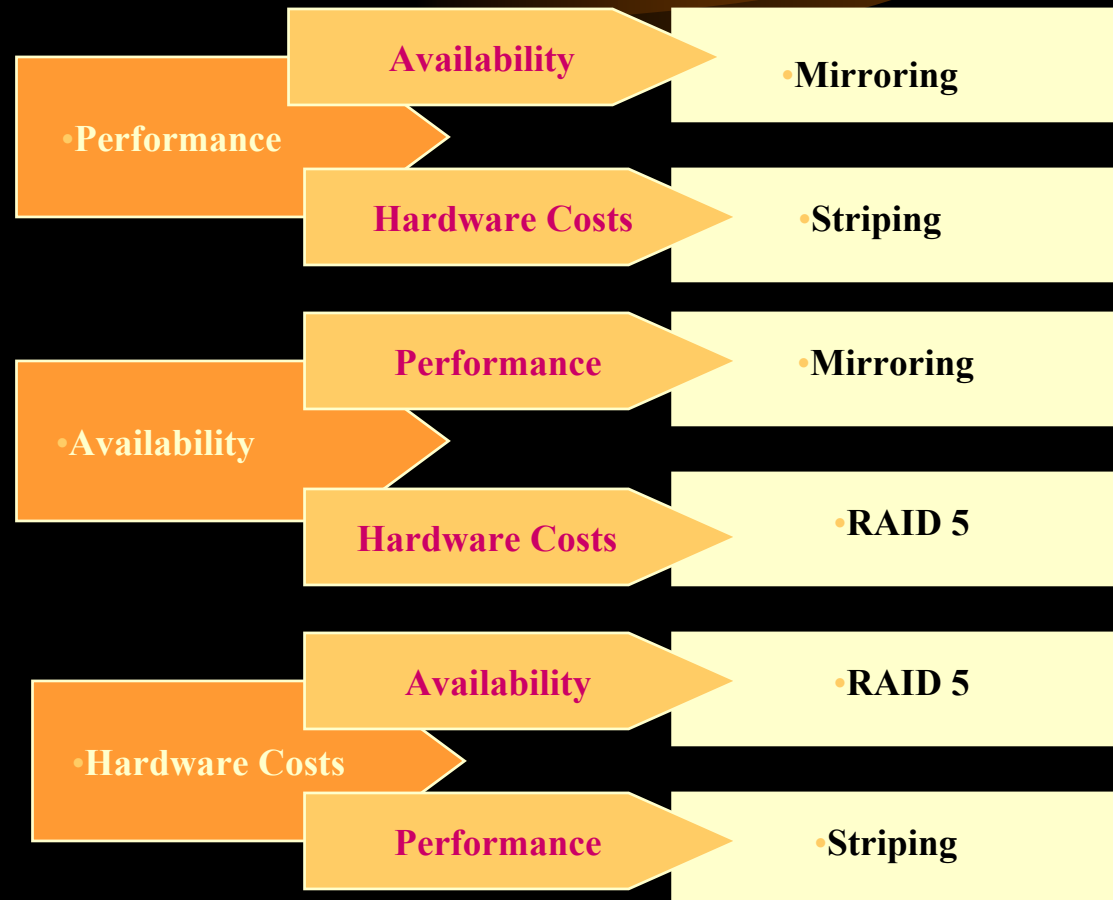 Availability
•Mirroring
•Performance
Hardware Costs
•Striping
Performance
•Mirroring
•Availability
Hardware Costs
•RAID 5
Availability
•RAID 5
•Hardware Costs
Performance
•Striping